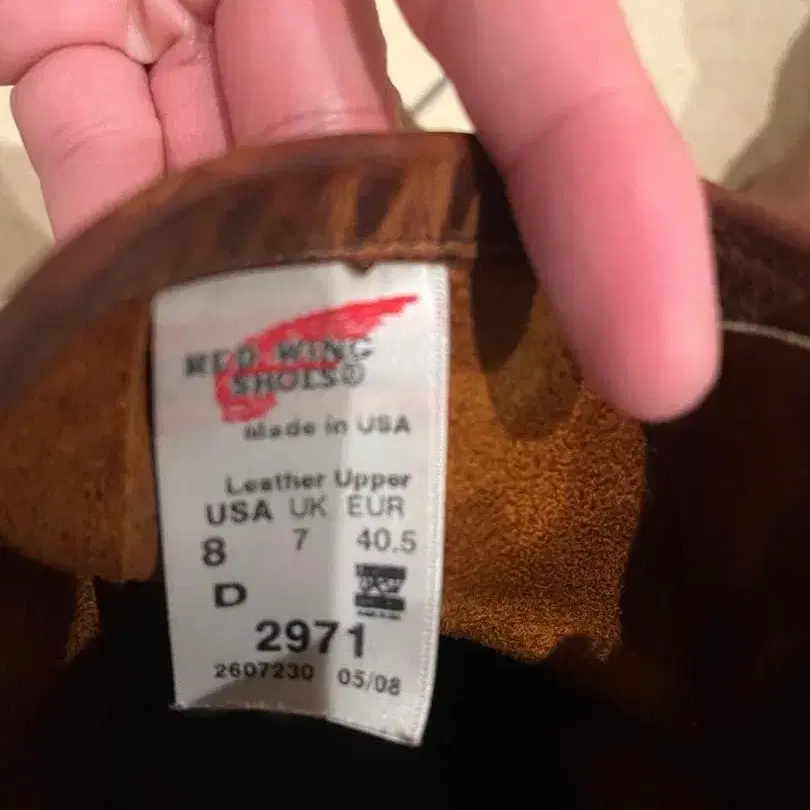 RED WING
SHOES®
Made in USA
Leather Upper
USA UK EUR
8 7 40.5
D
2971
2607230 05/08